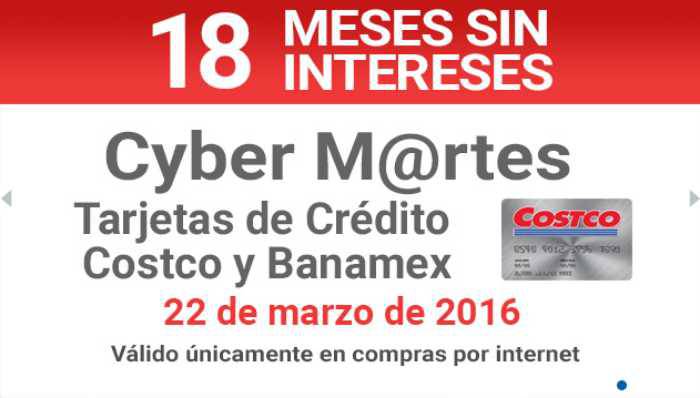 18 MESES SIN
INTERESES
Cyber M@rtes
Tarjetas de Crédito
Costco y Banamex
COSTCO
22 de marzo de 2016
Válido únicamente en compras por internet